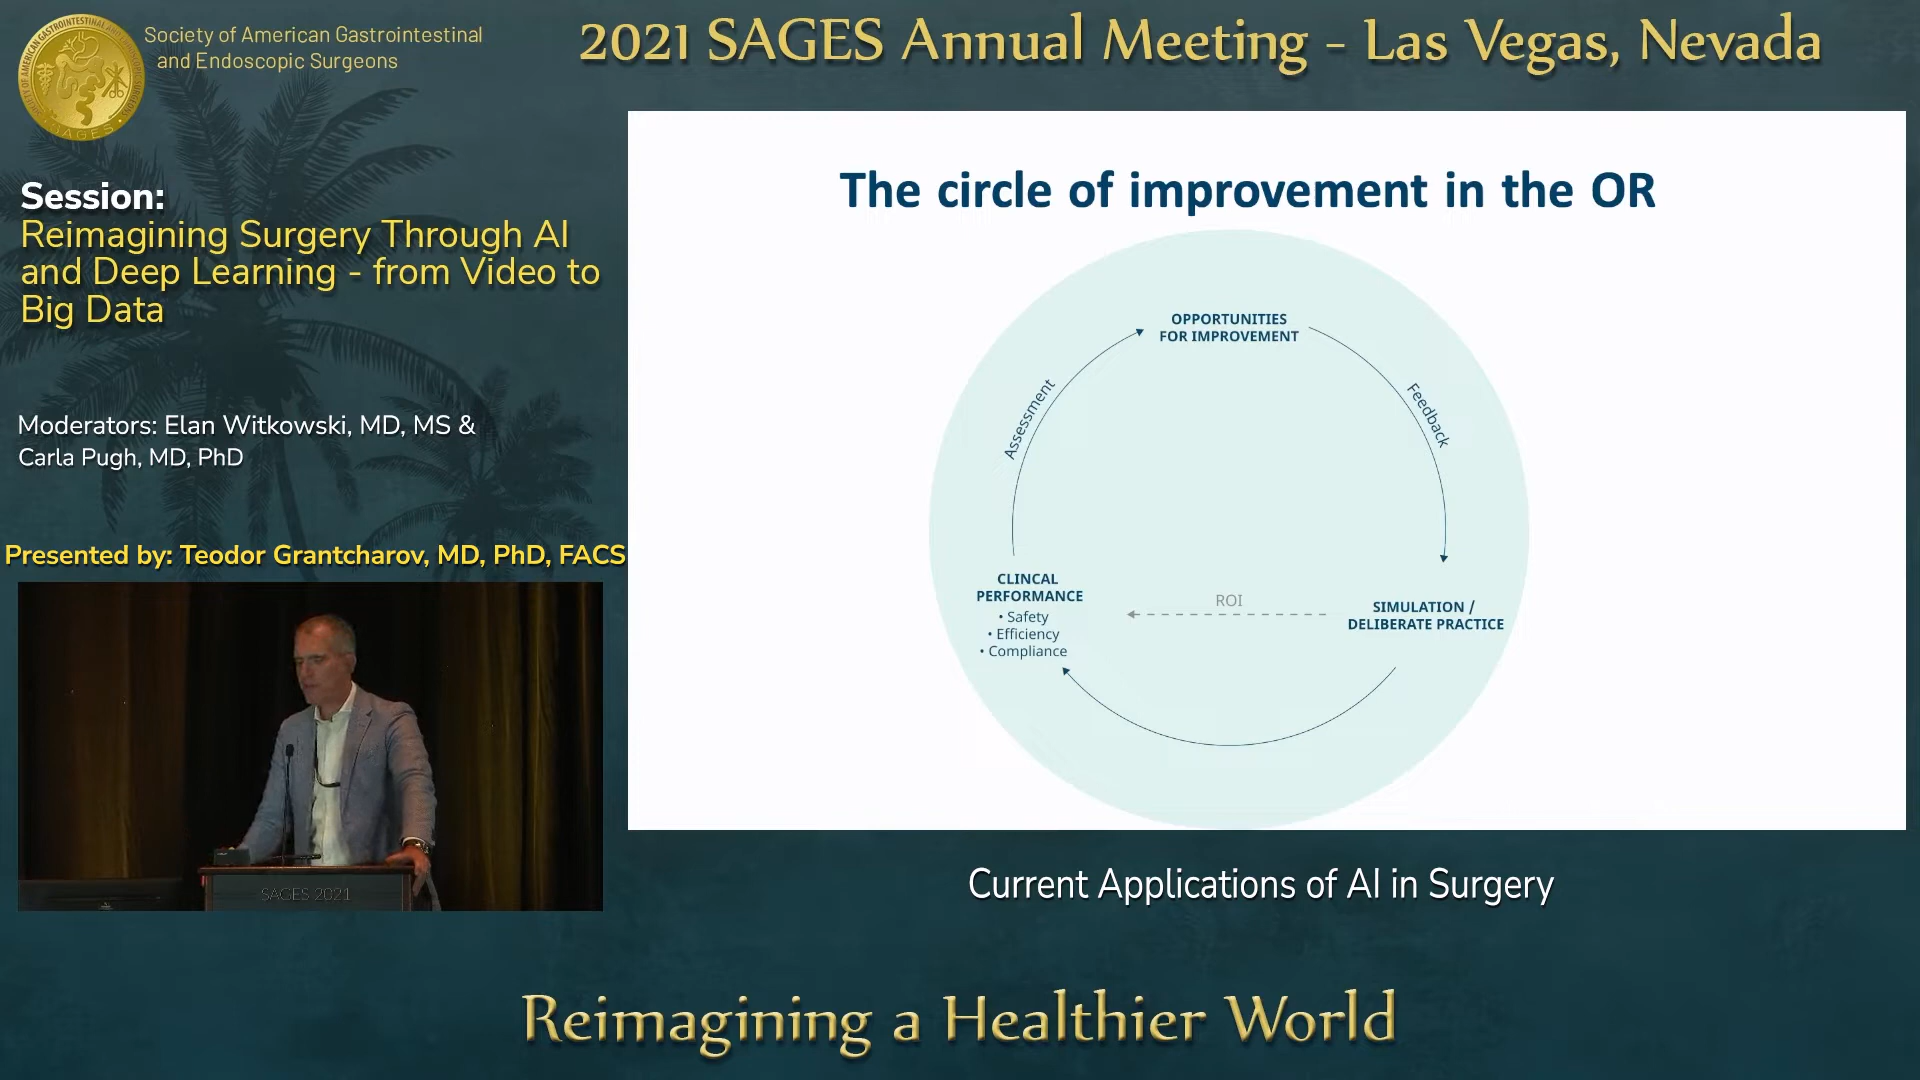 Society of American Gastrointestinal
and Endoscopic Surgeons
2021 SAGES Annual Meeting - Las Vegas, Nevada
SAGES
Session:
Reimagining Surgery Through AI
and Deep Learning - from Video to
Big Data
Moderators: Elan Witkowski, MD, MS &
Carla Pugh, MD, PhD
Presented by: Teodor Grantcharov, MD, PhD, FACS
SAGES 2021
The circle of improvement in the OR
OPPORTUNITIES
FOR IMPROVEMENT
Assessment
Feedback
CLINCAL
PERFORMANCE
• Safety
• Efficiency
• Compliance
ROI
SIMULATION /
DELIBERATE PRACTICE
Current Applications of AI in Surgery
Reimagining a Healthier World